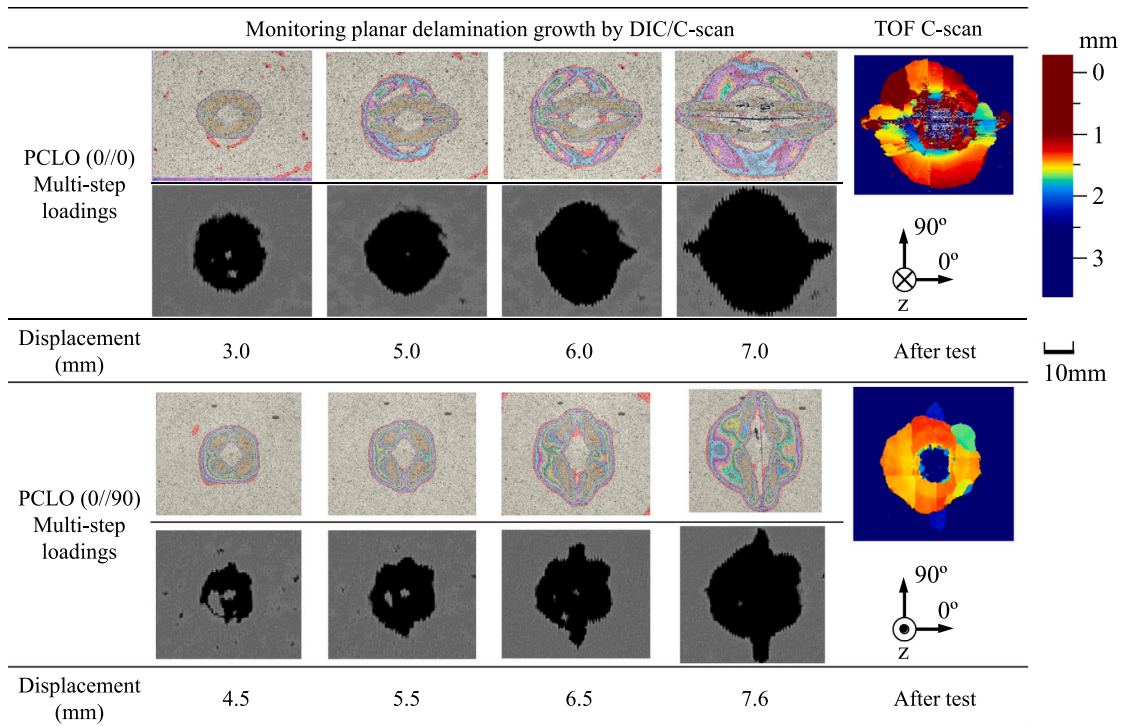 Monitoring planar delamination growth by DIC/C-scan
TOF C-scan
mm
0
1
2
3
10mm
PCLO (0//0)
Multi-step
loadings
90º
0º
z
Displacement
(mm)
3.0
5.0
6.0
7.0
After test
PCLO (0//90)
Multi-step
loadings
90º
0º
z
Displacement
(mm)
4.5
5.5
6.5
7.6
After test